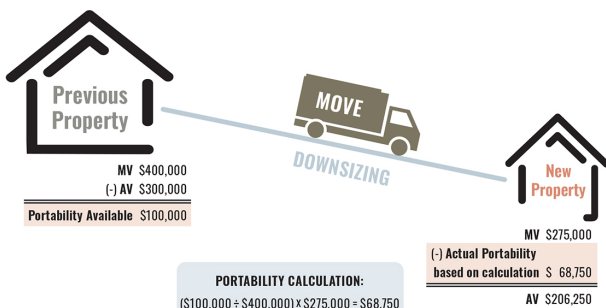 Previous
Property
MOVE
DOWNSIZING
MV $400,000
(-) AV $300,000
Portability Available $100,000
New
Property
MV $275,000
(-) Actual Portability
based on calculation $ 68,750
AV $206,250
PORTABILITY CALCULATION:
($100,000 ÷ $400,000) X $275,000 = $68,750